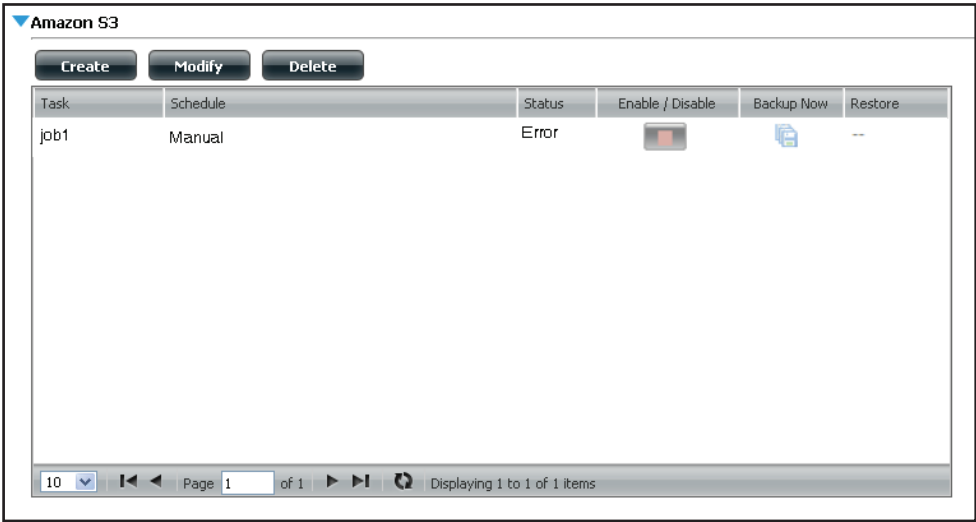 Amazon S3
Create Modify Delete
Task Schedule Status Enable / Disable Backup Now Restore
job1 Manual Error --
10 Page 1 of 1 Displaying 1 to 1 of 1 items